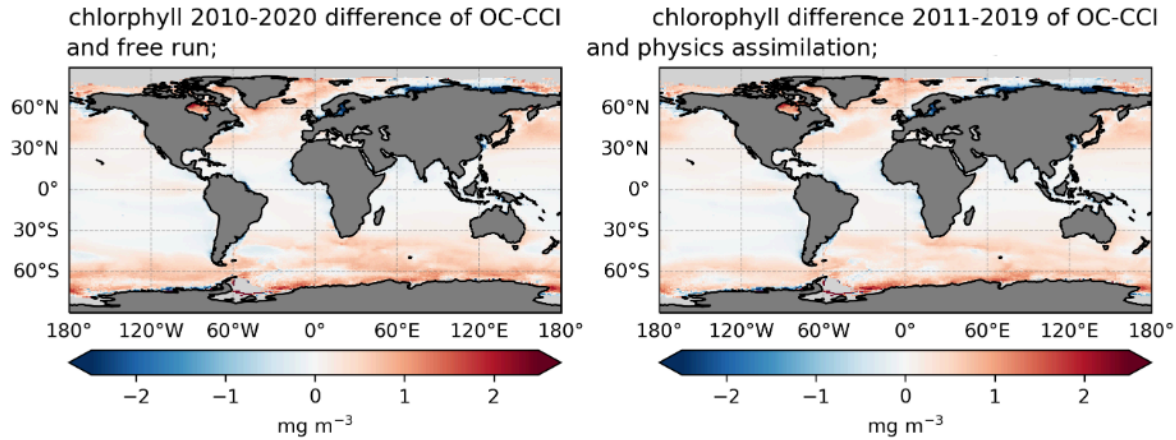 chlorphyll 2010-2020 difference of OC-CCI
and free run;
60°N
30°N
0°
30°S
60°S
180° 120°W 60°W 0° 60°E 120°E 180°
−2 −1 0 1 2
mg m⁻³
chlorophyll difference 2011-2019 of OC-CCI
and physics assimilation;
60°N
30°N
0°
30°S
60°S
180° 120°W 60°W 0° 60°E 120°E 180°
−2 −1 0 1 2
mg m⁻³